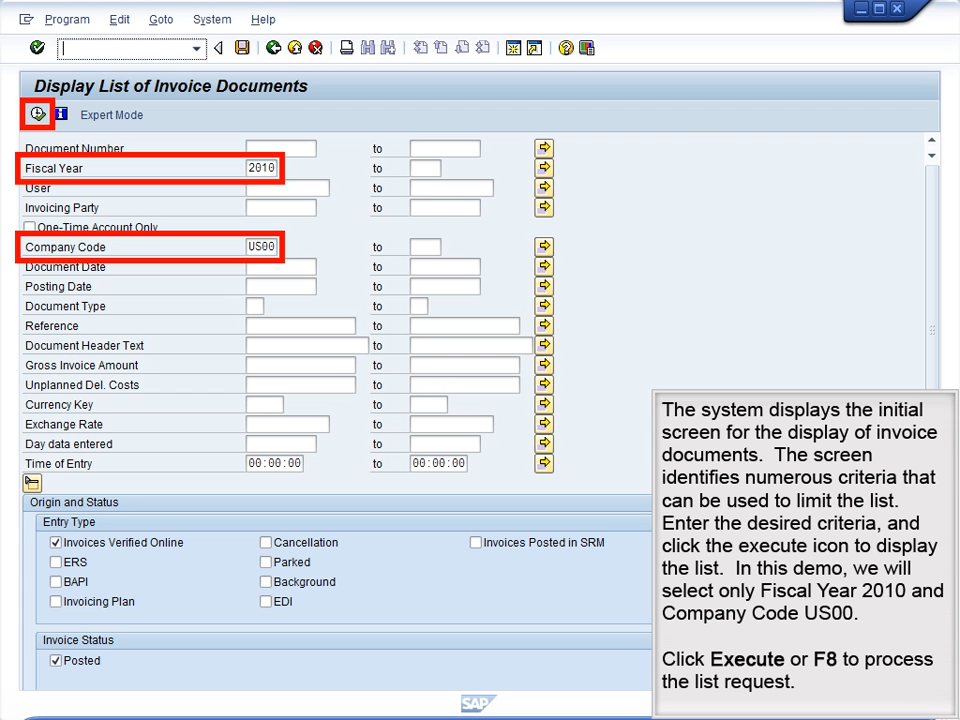 Program Edit Goto System Help
Display List of Invoice Documents
Expert Mode
Document Number to
Fiscal Year 2010 to
User to
Invoicing Party to
One-Time Account Only
Company Code US00 to
Document Date to
Posting Date to
Document Type to
Reference to
Document Header Text to
Gross Invoice Amount to
Unplanned Del. Costs to
Currency Key to
Exchange Rate to
Day data entered to
Time of Entry 00:00:00 to 00:00:00
Origin and Status
Entry Type
Invoices Verified Online Cancellation Invoices Posted in SRM
ERS Parked
BAPI Background
Invoicing Plan EDI
Invoice Status
Posted
The system displays the initial
screen for the display of invoice
documents. The screen
identifies numerous criteria that
can be used to limit the list.
Enter the desired criteria, and
click the execute icon to display
the list. In this demo, we will
select only Fiscal Year 2010 and
Company Code US00.
Click Execute or F8 to process
the list request.
SAP